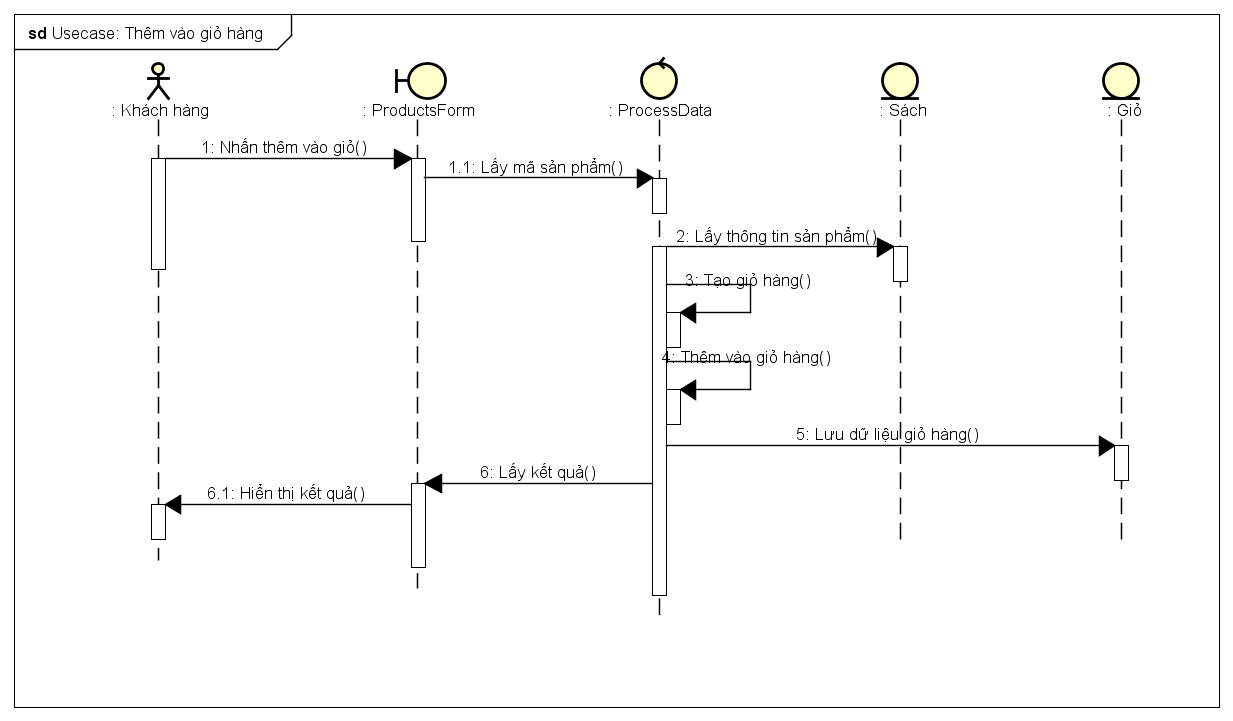 sd Usecase: Thêm vào giỏ hàng
: Khách hàng
: ProductsForm
: ProcessData
: Sách
: Giỏ
1: Nhấn thêm vào giỏ()
1.1: Lấy mã sản phẩm()
2: Lấy thông tin sản phẩm()
3: Tạo giỏ hàng()
4: Thêm vào giỏ hàng()
5: Lưu dữ liệu giỏ hàng()
6: Lấy kết quả()
6.1: Hiển thị kết quả()